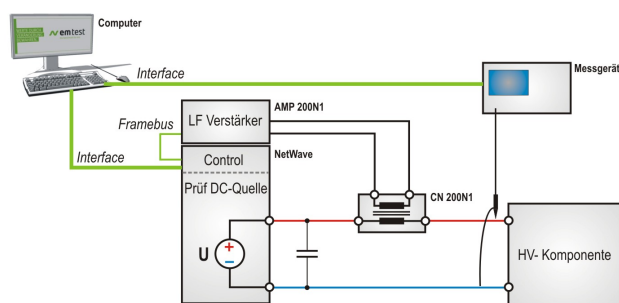 Computer
emtest
Interface
Messgerät
AMP 200N1
Framebus
LF Verstärker
NetWave
Interface
Control
Prüf DC-Quelle
CN 200N1
U
+
−
HV- Komponente